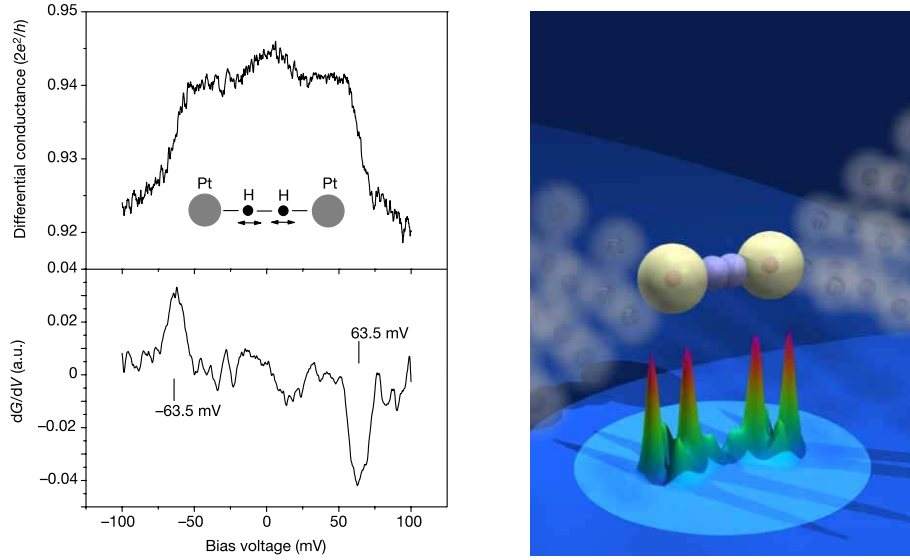 0.95
0.94
0.93
0.92
0.04
Differential conductance (2e²/h)
Pt H H Pt
0.02
0
−0.02
−0.04
dG/dV (a.u.)
63.5 mV
−63.5 mV
−100 −50 0 50 100
Bias voltage (mV)